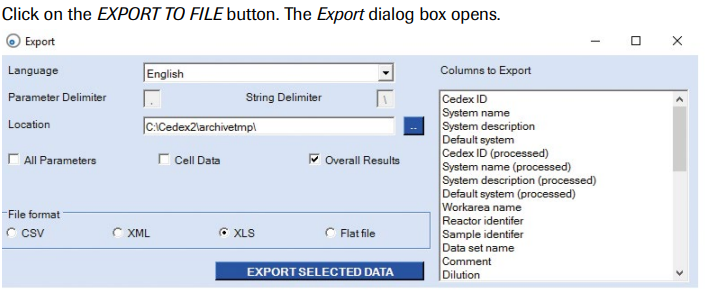 Click on the EXPORT TO FILE button. The Export dialog box opens.
Export
Language
English
Parameter Delimiter
.
String Delimiter
\
Location
C:\Cedex2\archivetmp\
..
All Parameters
Cell Data
Overall Results
File format
CSV
XML
XLS
Flat file
EXPORT SELECTED DATA
Columns to Export
Cedex ID
System name
System description
Default system
Cedex ID (processed)
System name (processed)
System description (processed)
Default system (processed)
Workarea name
Reactor identifer
Sample identifer
Data set name
Comment
Dilution